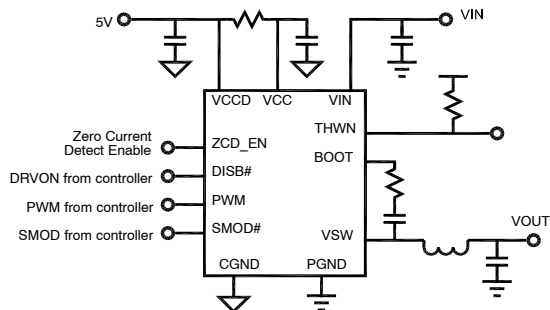 5V
VIN
VCCD VCC VIN
THWN
Zero Current
Detect Enable
ZCD_EN
BOOT
DRVON from controller
DISB#
PWM from controller
PWM
SMOD from controller
SMOD#
VSW
VOUT
CGND PGND